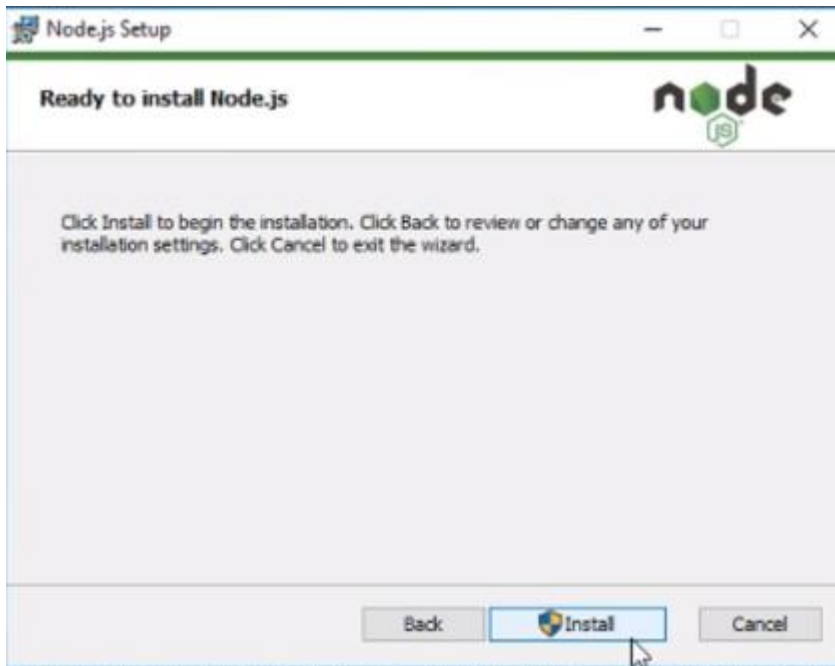 Node.js Setup
Ready to install Node.js
node
JS
Click Install to begin the installation. Click Back to review or change any of your
installation settings. Click Cancel to exit the wizard.
Back
Install
Cancel